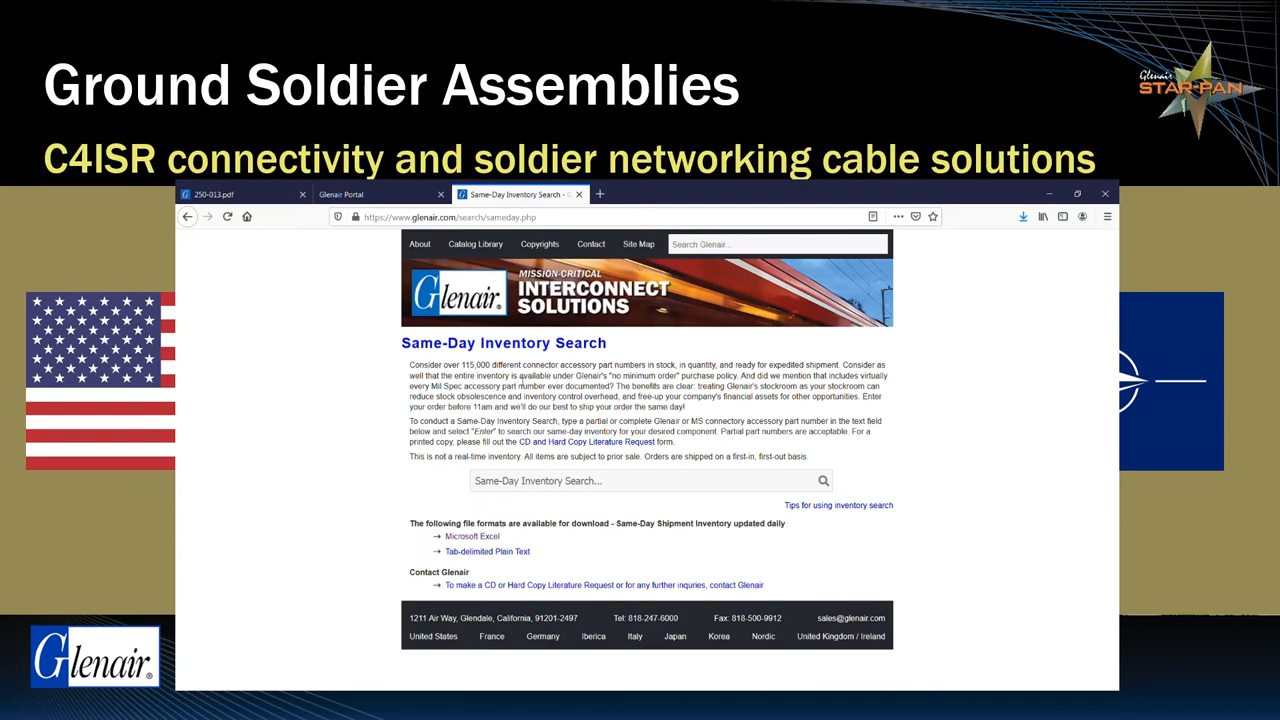 Ground Soldier Assemblies
Glenair
STAR-PAN
C4ISR connectivity and soldier networking cable solutions
250-013.pdf
Glenair Portal
Same-Day Inventory Search - G
https://www.glenair.com/search/sameday.php
About Catalog Library Copyrights Contact Site Map Search Glenair...
Glenair®
MISSION-CRITICAL
INTERCONNECT
SOLUTIONS
Same-Day Inventory Search
Consider over 115,000 different connector accessory part numbers in stock, in quantity, and ready for expedited shipment. Consider as
well that the entire inventory is available under Glenair's "no minimum order" purchase policy. And did we mention that includes virtually
every Mil Spec accessory part number ever documented? The benefits are clear: treating Glenair's stockroom as your stockroom can
reduce stock obsolescence and inventory control overhead, and free-up your company's financial assets for other opportunities. Enter
your order before 11am and we'll do our best to ship your order the same day!
To conduct a Same-Day Inventory Search, type a partial or complete Glenair or MS connectory accessory part number in the text field
below and select "Enter" to search our same-day inventory for your desired component. Partial part numbers are acceptable. For a
printed copy, please fill out the CD and Hard Copy Literature Request form.
This is not a real-time inventory. All items are subject to prior sale. Orders are shipped on a first-in, first-out basis.
Same-Day Inventory Search...
Tips for using inventory search
The following file formats are available for download - Same-Day Shipment Inventory updated daily
→ Microsoft Excel
→ Tab-delimited Plain Text
Contact Glenair
→ To make a CD or Hard Copy Literature Request or for any further inquries, contact Glenair
1211 Air Way, Glendale, California, 91201-2497 Tel: 818-247-6000 Fax: 818-500-9912 sales@glenair.com
United States France Germany Iberica Italy Japan Korea Nordic United Kingdom / Ireland
Glenair®